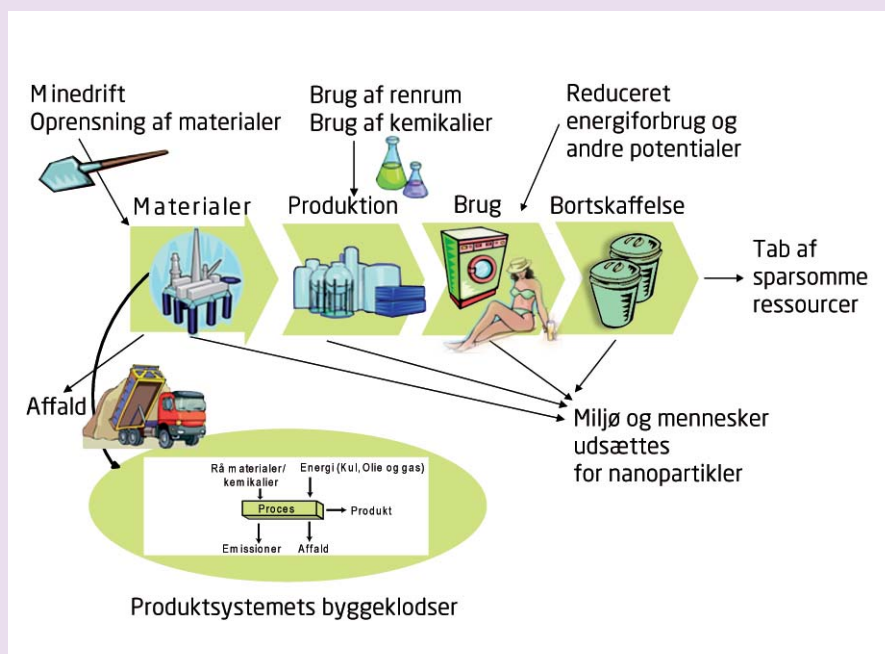 Minedrift
Oprensning af materialer
Brug af renrum
Brug af kemikalier
Reduceret
energiforbrug og
andre potentialer
Materialer
Produktion
Brug
Bortskaffelse
Tab af
sparsomme
ressourcer
Affald
Miljø og mennesker
udsættes
for nanopartikler
Rå materialer/
kemikalier
Energi (Kul, Olie og gas)
Proces
Produkt
Emissioner
Affald
Produktsystemets byggeklodser